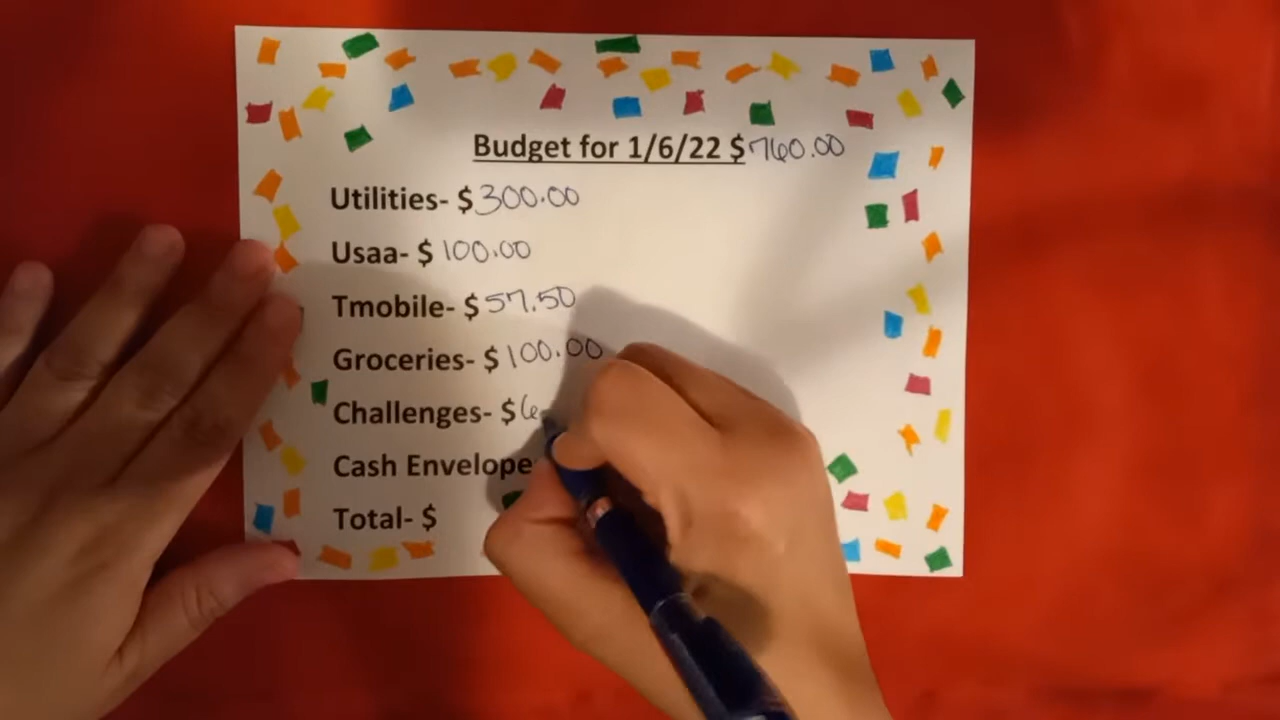 Budget for 1/6/22 $760.00
Utilities- $300.00
Usaa- $ 100.00
Tmobile- $57.50
Groceries- $100.00
Challenges- $6
Cash Envelope
Total- $